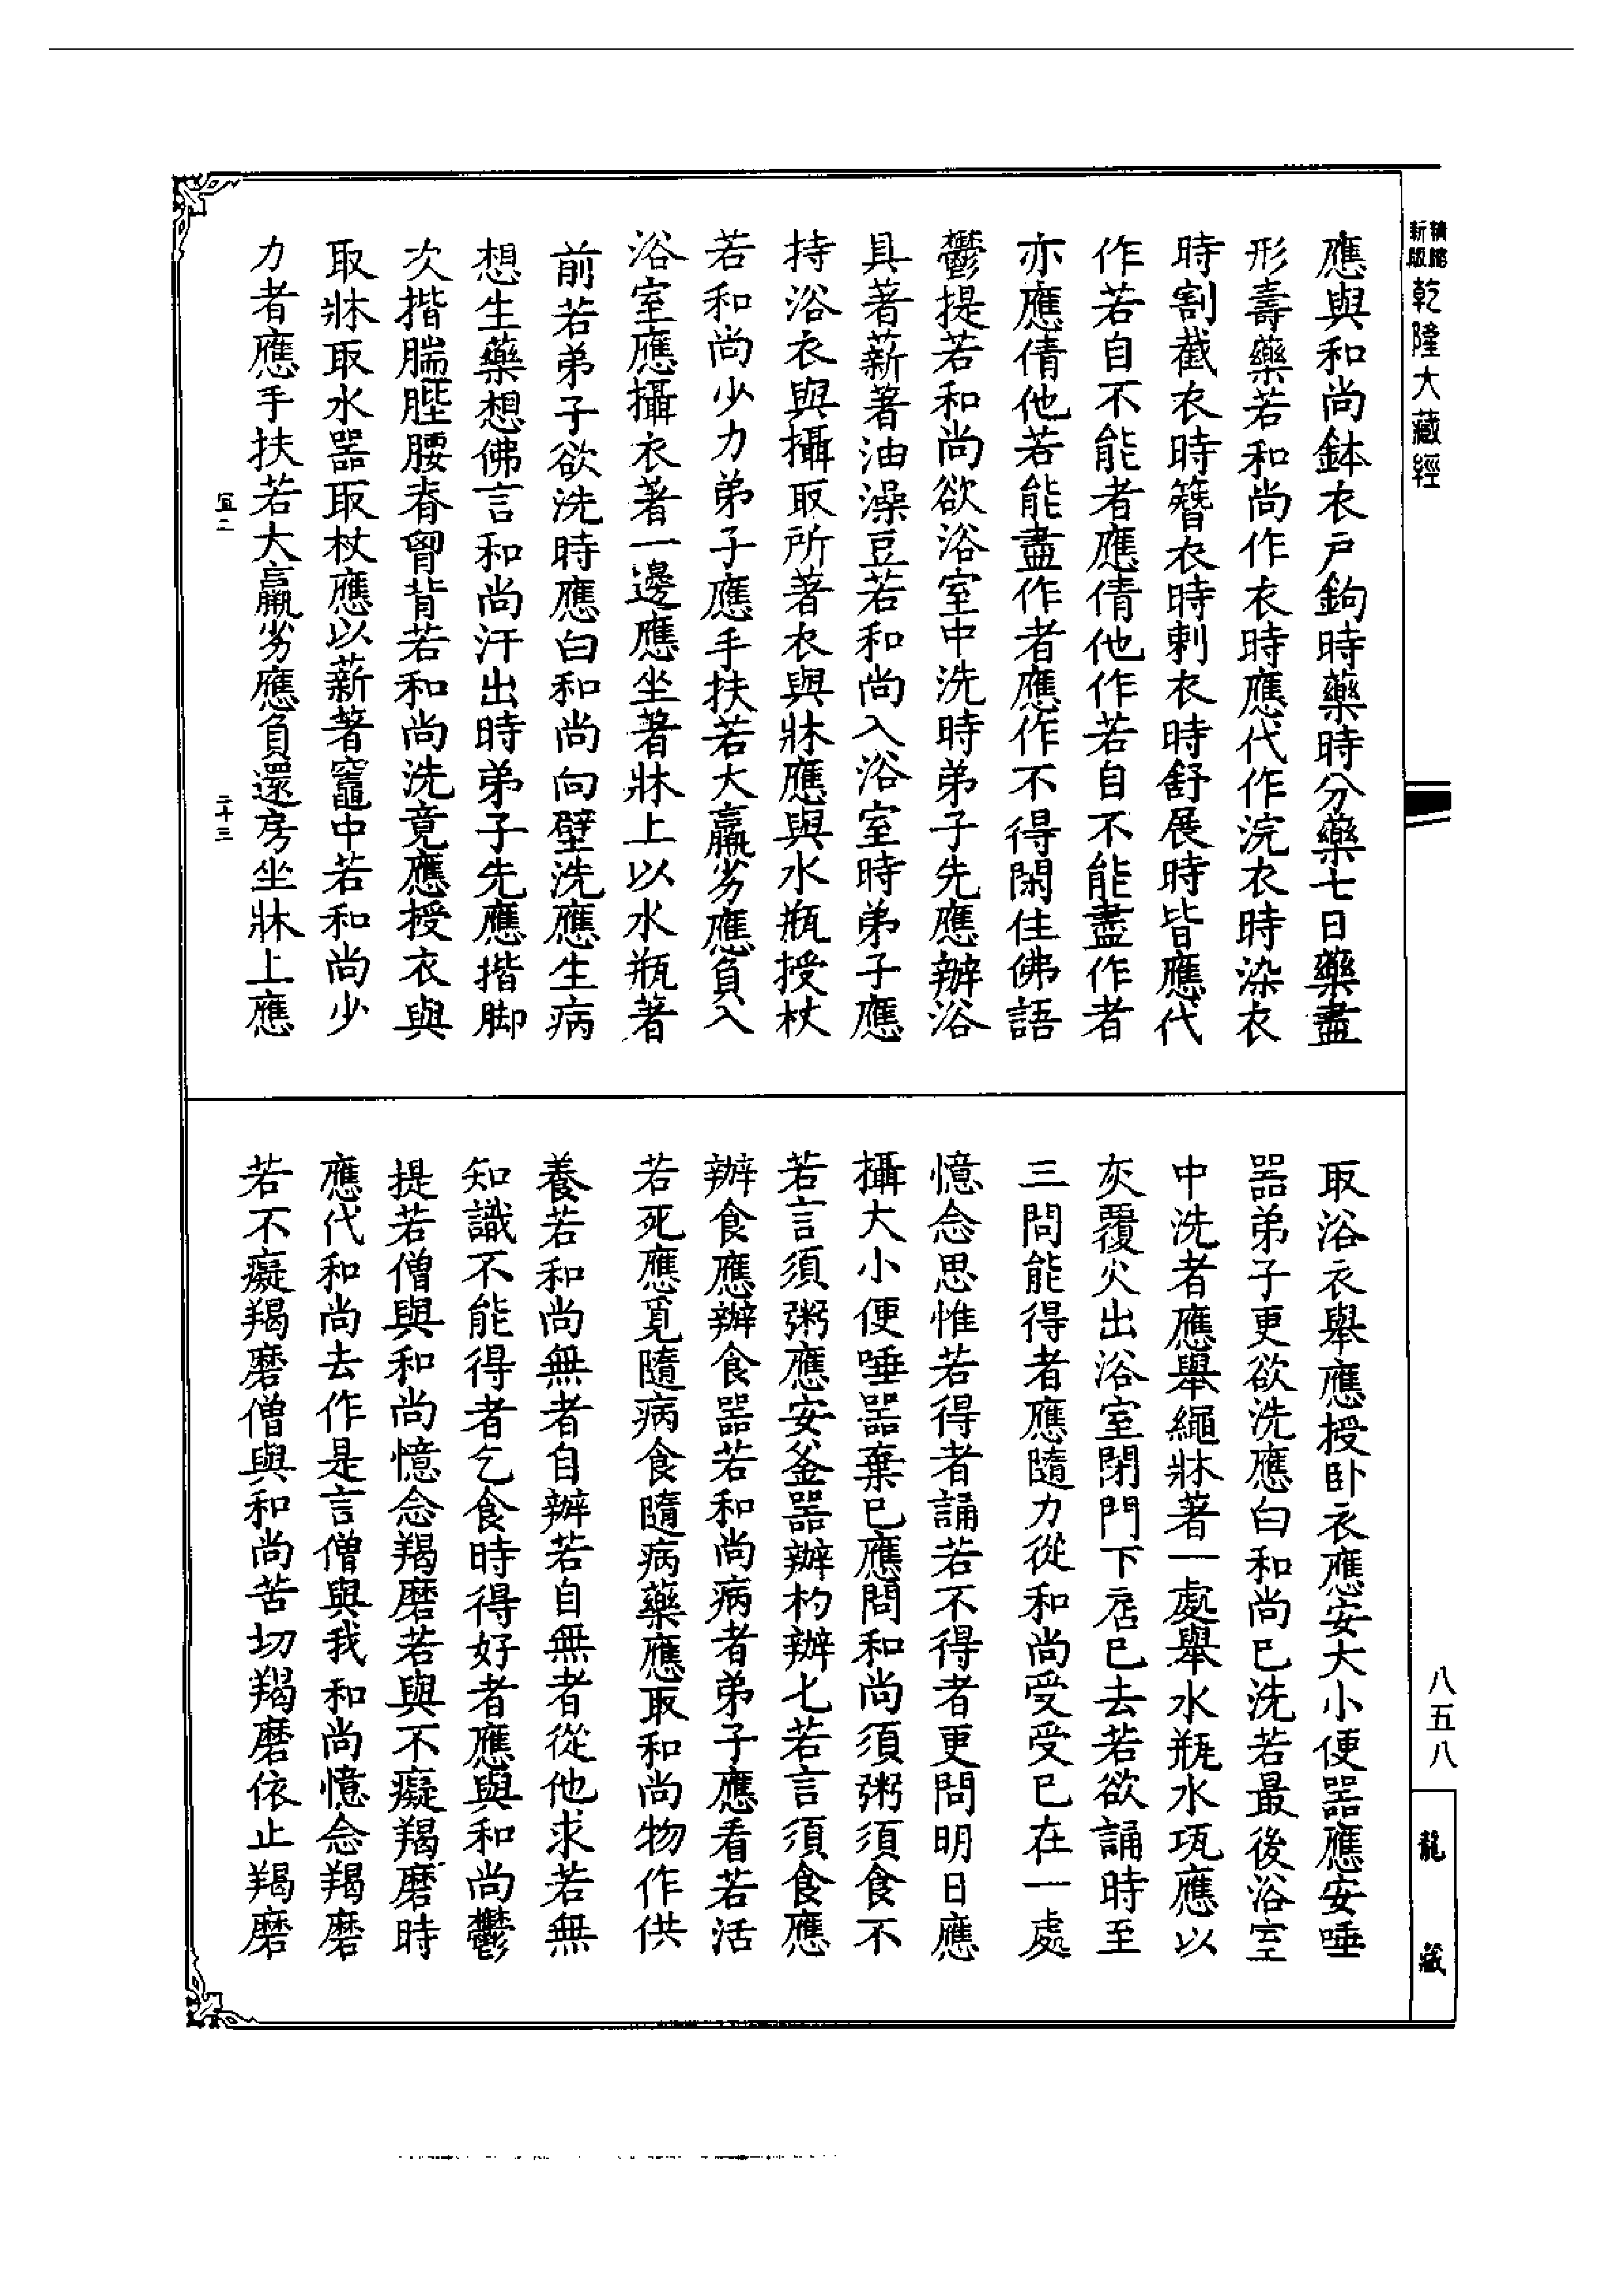 新版
乾隆大藏經
應與和尚鉢衣戶鉤時藥時分藥七日藥盡
形壽藥若和尚作衣時應代作浣衣時染衣
時割截衣時簪衣時刺衣時舒展時皆應代
作若自不能者應倩他作若自不能盡作者
亦應倩他若能盡作者應作不得閑住佛語
鬱提若和尚欲浴室中洗時弟子先應辦浴
具著薪著油澡豆若和尚入浴室時弟子應
持浴衣與攝取所著衣與牀應與水瓶授杖
若和尚少力弟子應手扶若大羸劣應負入
浴室應攝衣著一邊應坐著牀上以水瓶著
前若弟子欲洗時應白和尚向壁洗應生病
想生藥想佛言和尚汗出時弟子先應揩脚
次揩腨䏶腰脊胷背若和尚洗竟應授衣與
取牀取水器取杖應以薪著竈中若和尚少
力者應手扶若大羸劣應負還房坐牀上應
宜二
二十三
取浴衣舉應授卧衣應安大小便器應安唾
器弟子更欲洗應白和尚已洗若最後浴室
中洗者應舉繩牀著一處舉水瓶水瓨應以
灰覆火出浴室閉門下扂已去若欲誦時至
三問能得者應隨力從和尚受受已在一處
憶念思惟若得者誦若不得者更問明日應
攝大小便唾器棄已應問和尚須粥須食不
若言須粥應安釜器辦杓辦匕若言須食應
辦食應辦食器若和尚病者弟子應看若活
若死應覓隨病食隨病藥應取和尚物作供
養若和尚無者自辦若自無者從他求若無
知識不能得者乞食時得好者應與和尚鬱
提若僧與和尚憶念羯磨若與不癡羯磨時
應代和尚去作是言僧與我和尚憶念羯磨
若不癡羯磨僧與和尚苦切羯磨依止羯磨
八五八
龍藏